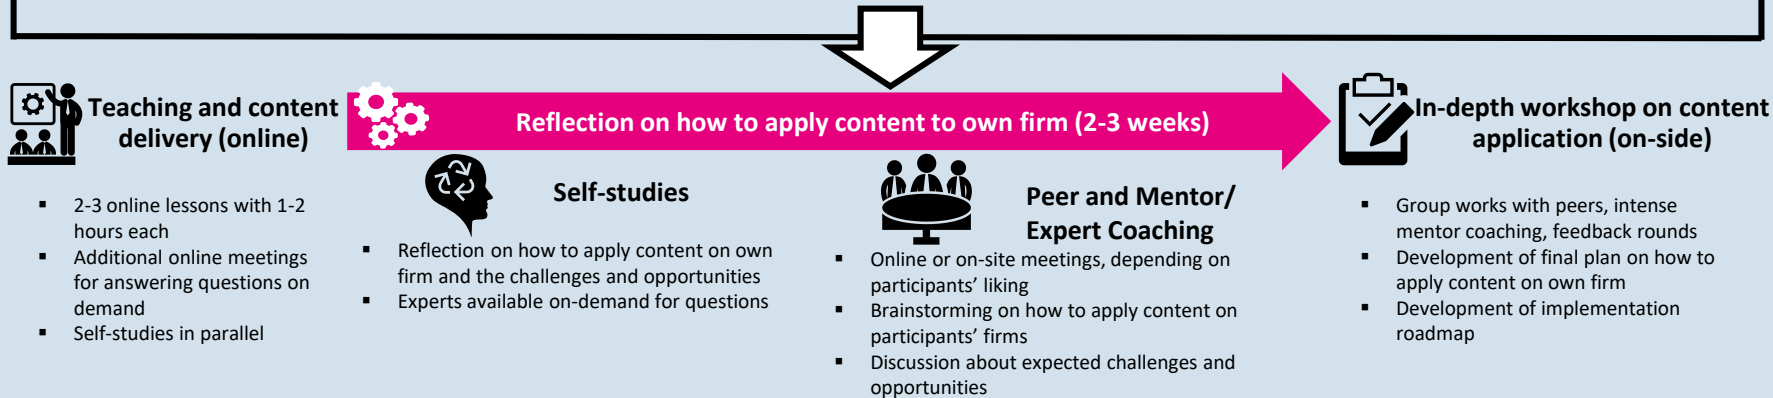 Teaching and content
delivery (online)
▪ 2-3 online lessons with 1-2
hours each
▪ Additional online meetings
for answering questions on
demand
▪ Self-studies in parallel
Reflection on how to apply content to own firm (2-3 weeks)
Self-studies
▪ Reflection on how to apply content on own
firm and the challenges and opportunities
▪ Experts available on-demand for questions
Peer and Mentor/
Expert Coaching
▪ Online or on-site meetings, depending on
participants’ liking
▪ Brainstorming on how to apply content on
participants’ firms
▪ Discussion about expected challenges and
opportunities
In-depth workshop on content
application (on-side)
▪ Group works with peers, intense
mentor coaching, feedback rounds
▪ Development of final plan on how to
apply content on own firm
▪ Development of implementation
roadmap